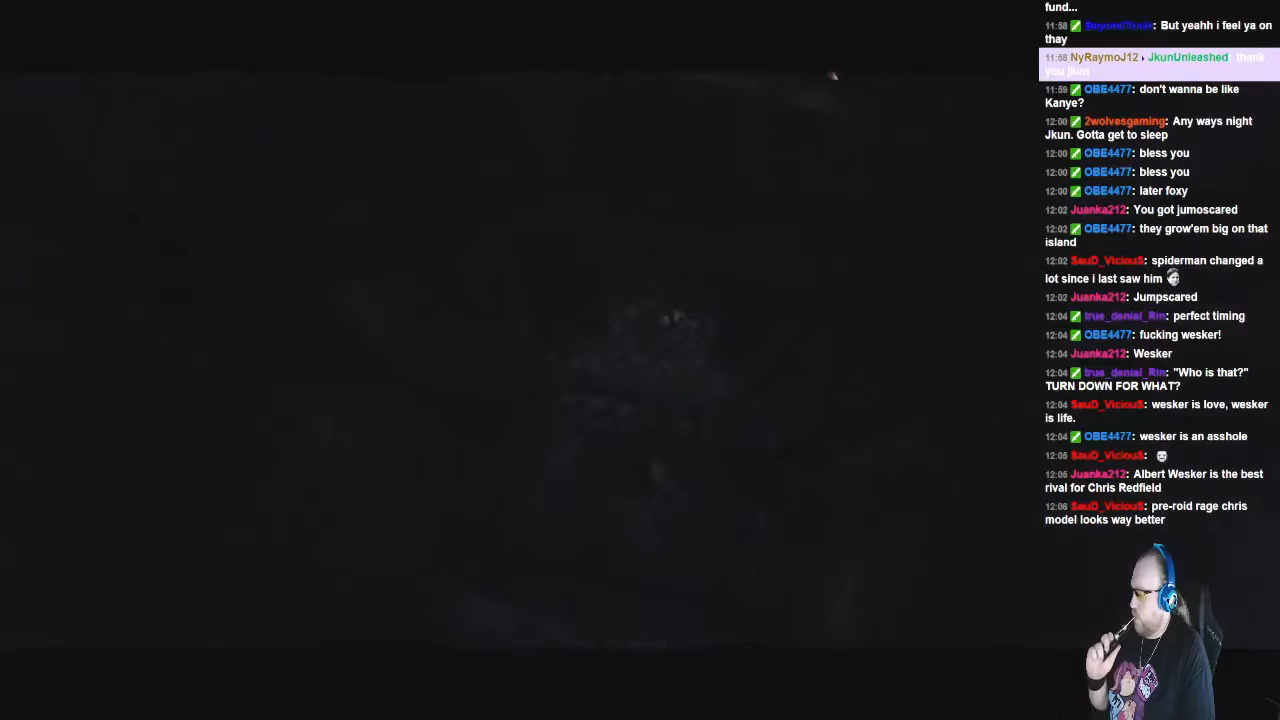 fund...
11:58 BeyondToxin: But yeahh i feel ya on
thay
11:58 NyRaymoJ12 ▸ JkunUnleashed thank
you jkun
11:59 OBE4477: don't wanna be like
Kanye?
12:00 2wolvesgaming: Any ways night
Jkun. Gotta get to sleep
12:00 OBE4477: bless you
12:00 OBE4477: bless you
12:00 OBE4477: later foxy
12:02 Juanka212: You got jumoscared
12:02 OBE4477: they grow'em big on that
island
12:02 SauD_ViciouS: spiderman changed a
lot since i last saw him
12:02 Juanka212: Jumpscared
12:04 true_denial_Rin: perfect timing
12:04 OBE4477: fucking wesker!
12:04 Juanka212: Wesker
12:04 true_denial_Rin: "Who is that?"
TURN DOWN FOR WHAT?
12:04 SauD_ViciouS: wesker is love, wesker
is life.
12:04 OBE4477: wesker is an asshole
12:05 SauD_ViciouS:
12:05 Juanka212: Albert Wesker is the best
rival for Chris Redfield
12:06 SauD_ViciouS: pre-roid rage chris
model looks way better